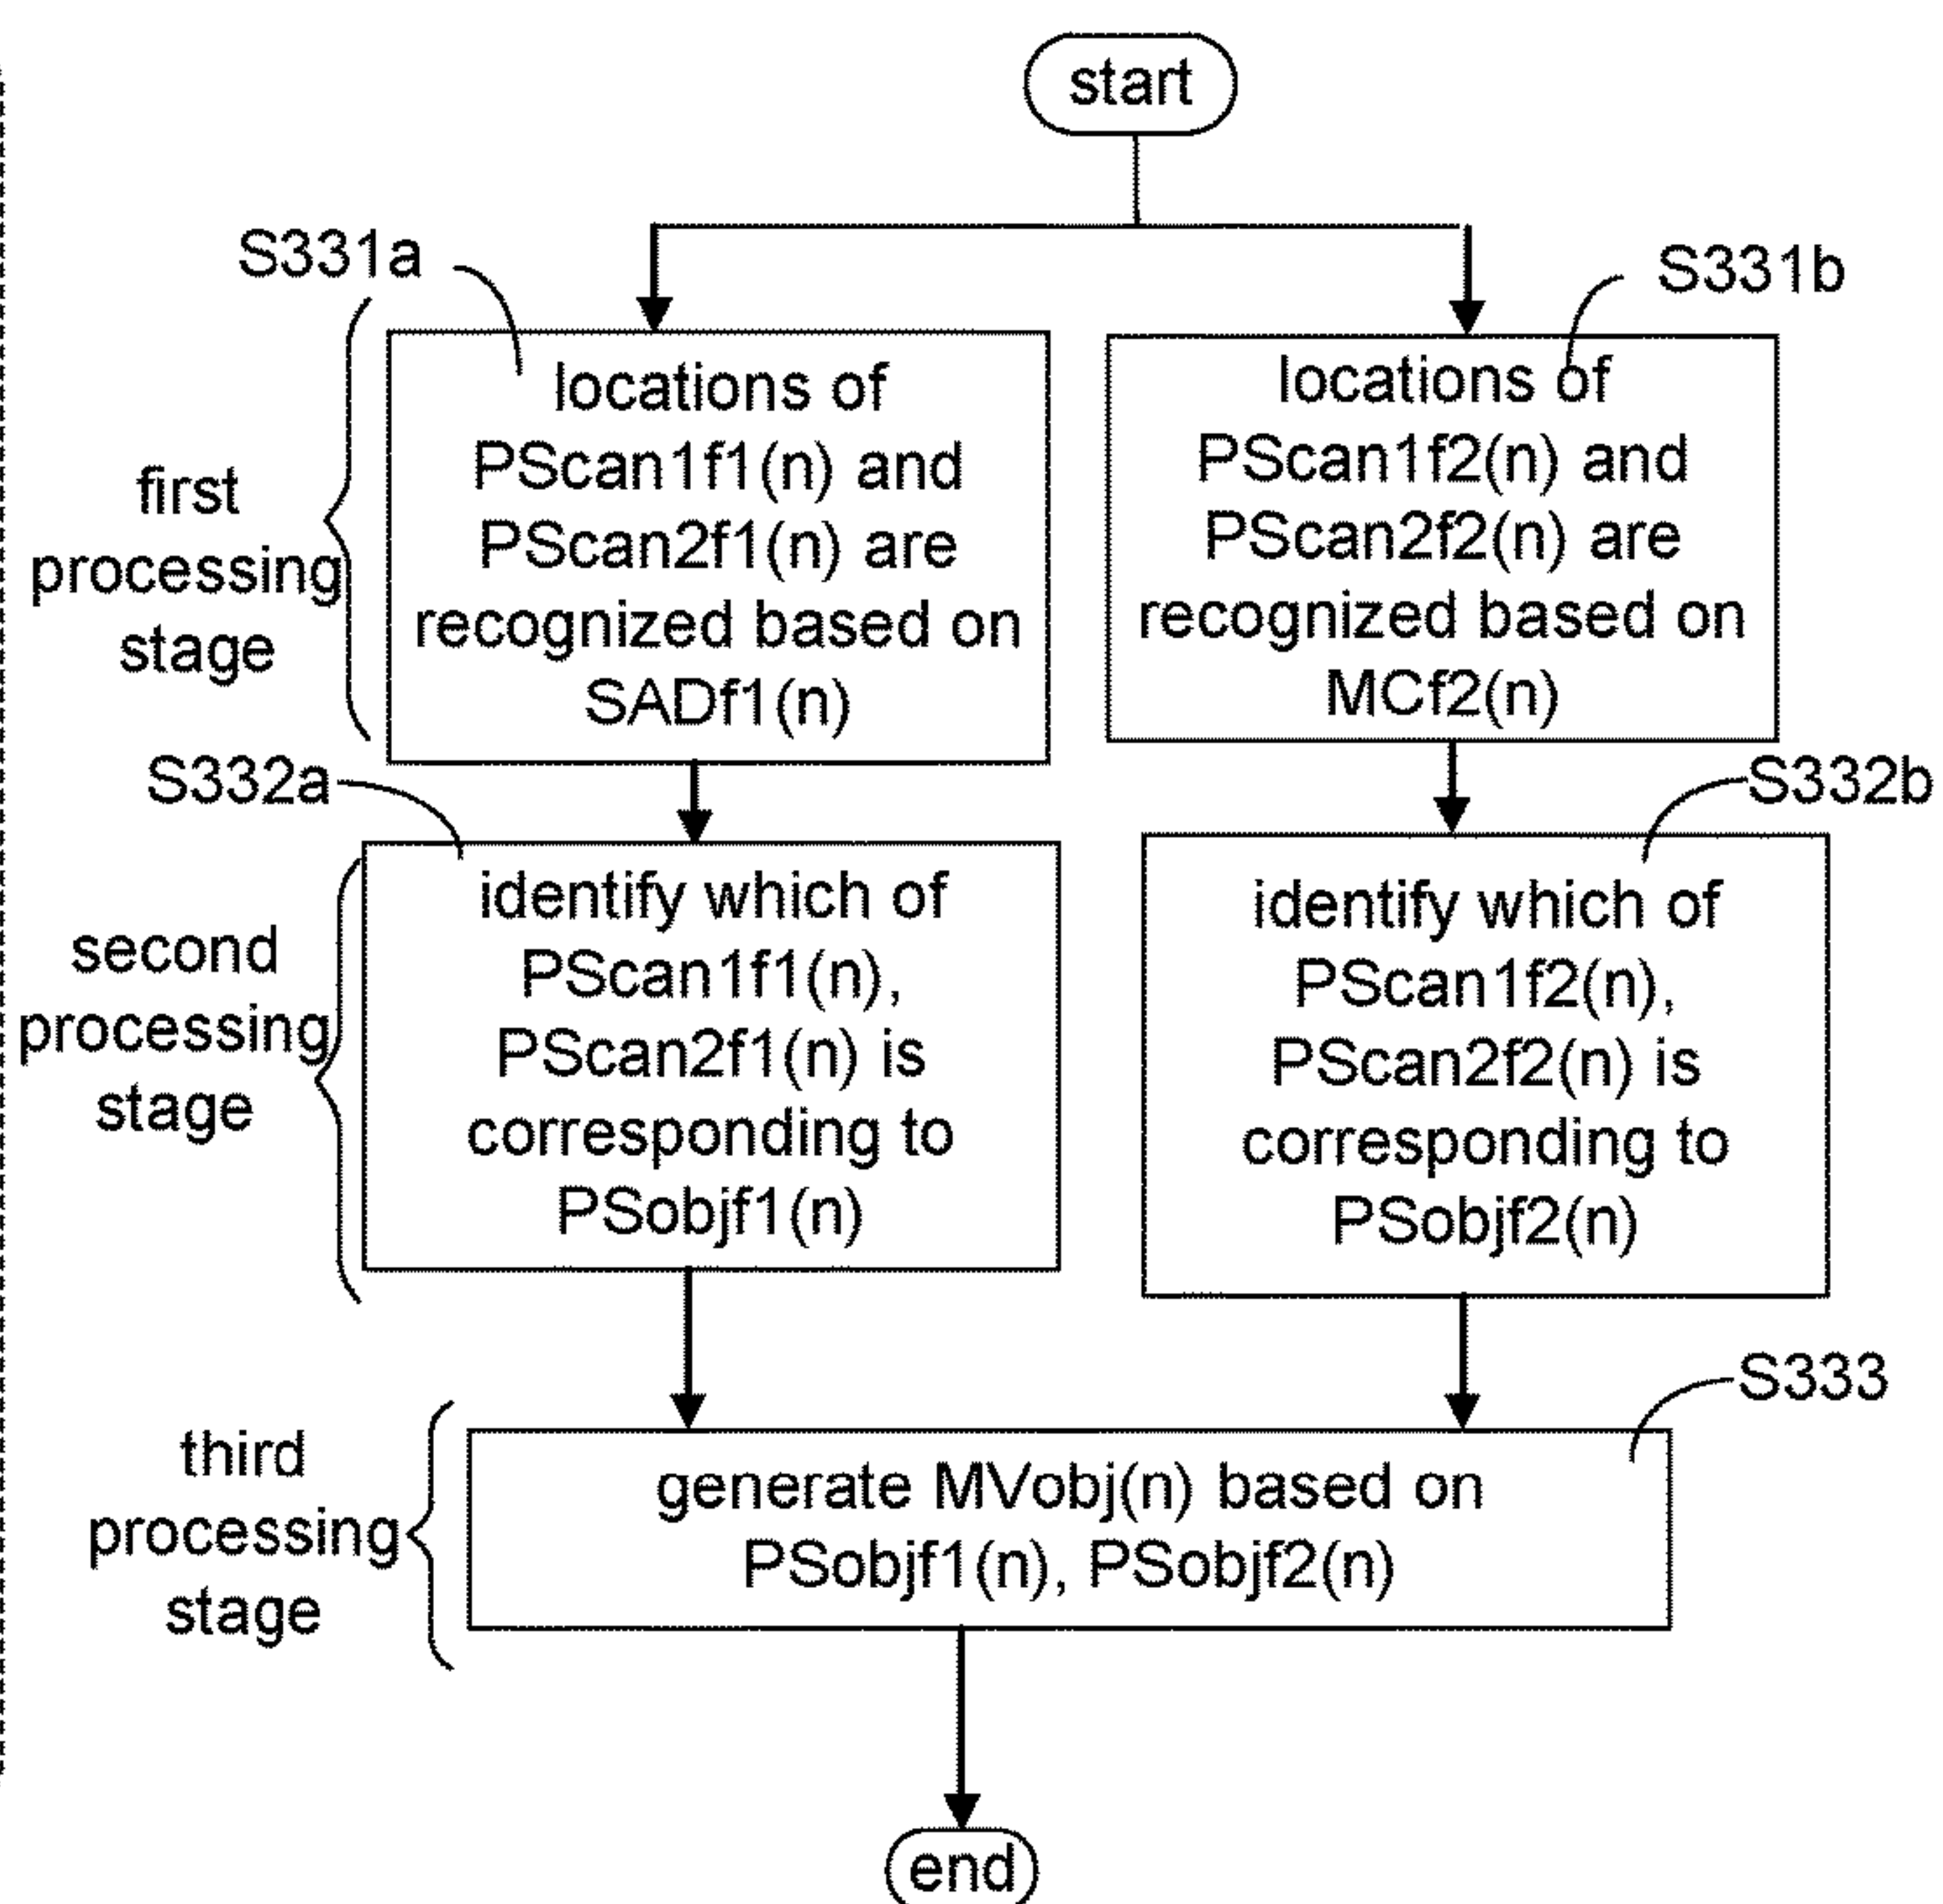 start
S331a
S331b
first
processing
stage
locations of
PScan1f1(n) and
PScan2f1(n) are
recognized based on
SADf1(n)
locations of
PScan1f2(n) and
PScan2f2(n) are
recognized based on
MCf2(n)
S332a
S332b
second
processing
stage
identify which of
PScan1f1(n),
PScan2f1(n) is
corresponding to
PSobjf1(n)
identify which of
PScan1f2(n),
PScan2f2(n) is
corresponding to
PSobjf2(n)
S333
third
processing
stage
generate MVobj(n) based on
PSobjf1(n), PSobjf2(n)
end